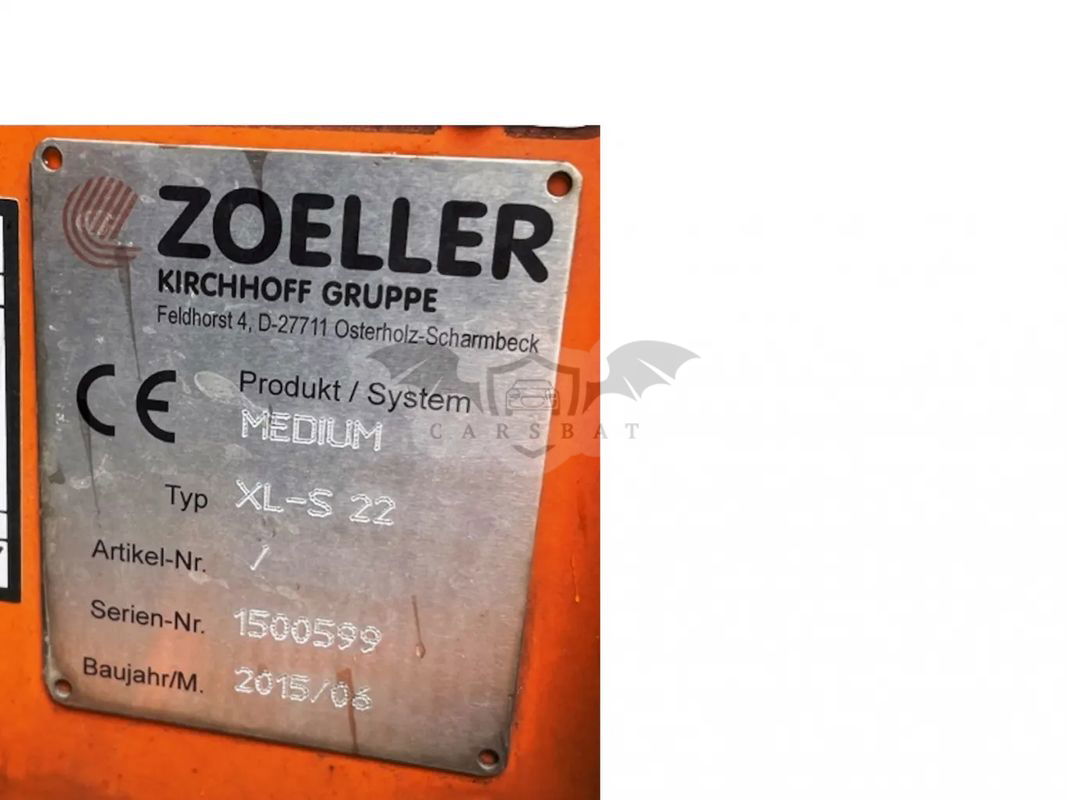 ZOELLER
KIRCHHOFF GRUPPE
Feldhorst 4, D-27711 Osterholz-Scharmbeck
CE
Produkt / System
MEDIUM
CARSBAT
Typ XL-S 22
Artikel-Nr. /
Serien-Nr. 1500599
Baujahr/M. 2015/06